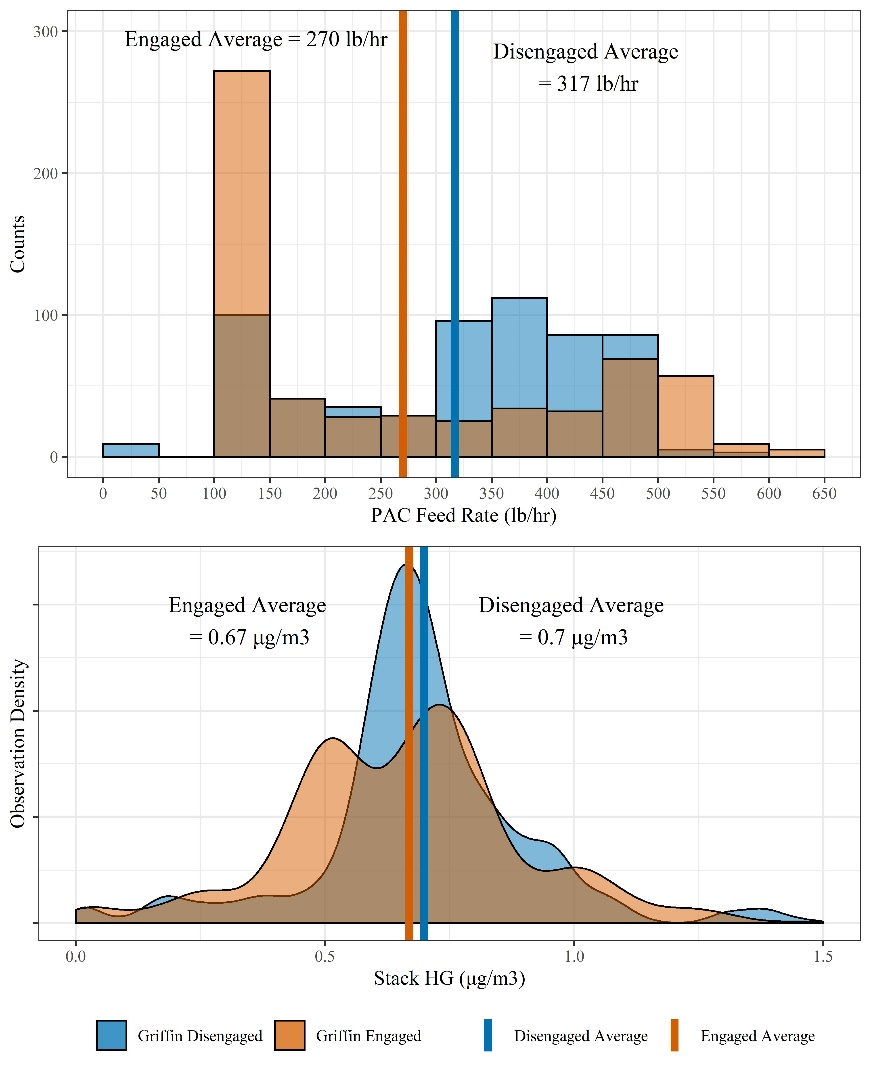 300
200
100
0
Counts
Engaged Average = 270 lb/hr
Disengaged Average
= 317 lb/hr
0 50 100 150 200 250 300 350 400 450 500 550 600 650
PAC Feed Rate (lb/hr)
Observation Density
Engaged Average
= 0.67 μg/m3
Disengaged Average
= 0.7 μg/m3
0.0 0.5 1.0 1.5
Stack HG (μg/m3)
Griffin Disengaged Griffin Engaged Disengaged Average Engaged Average